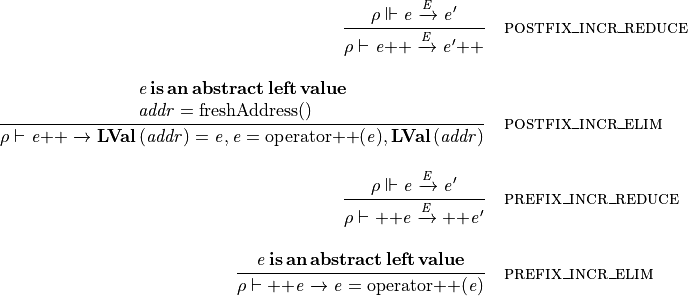 ρ ⊩ e —E→ e′
ρ ⊢ e++ —E→ e′++ POSTFIX_INCR_REDUCE
e is an abstract left value
addr = freshAddress()
ρ ⊢ e++ → LVal (addr) = e, e = operator++(e), LVal (addr) POSTFIX_INCR_ELIM
ρ ⊩ e —E→ e′
ρ ⊢ ++e —E→ ++e′ PREFIX_INCR_REDUCE
e is an abstract left value
ρ ⊢ ++e → e = operator++(e) PREFIX_INCR_ELIM